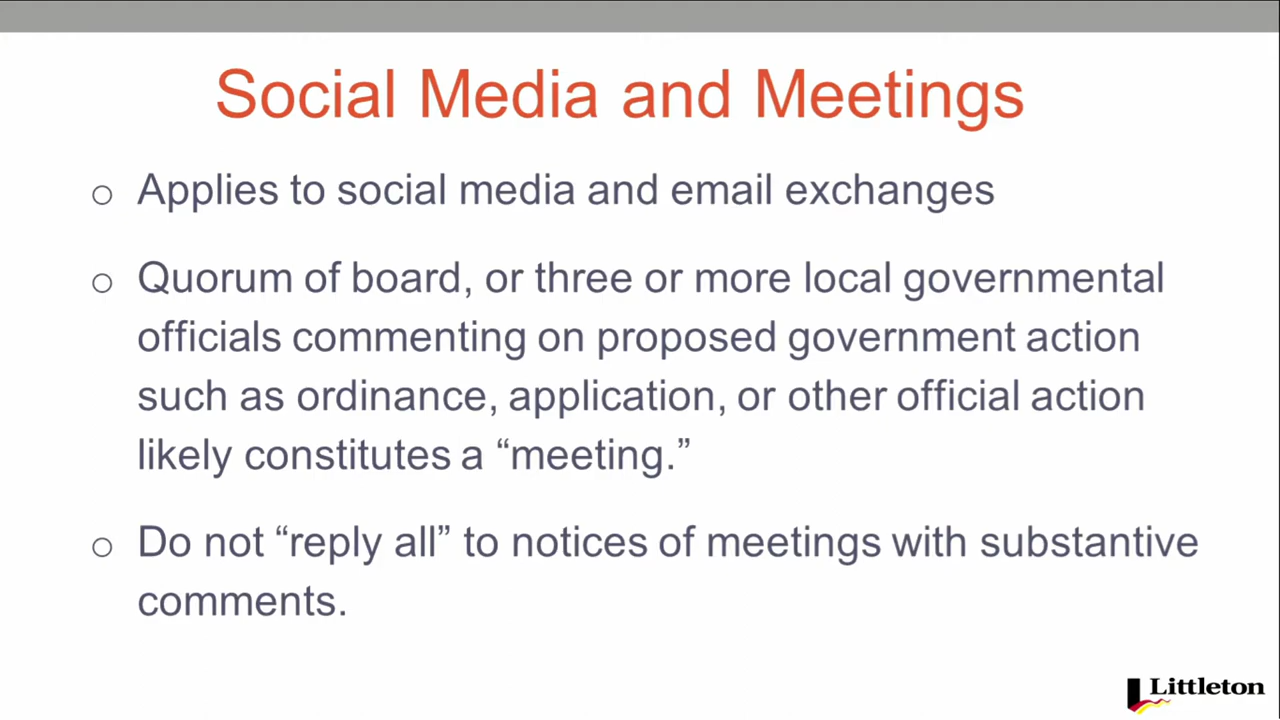 Social Media and Meetings
○ Applies to social media and email exchanges
○ Quorum of board, or three or more local governmental
officials commenting on proposed government action
such as ordinance, application, or other official action
likely constitutes a “meeting.”
○ Do not “reply all” to notices of meetings with substantive
comments.
Littleton